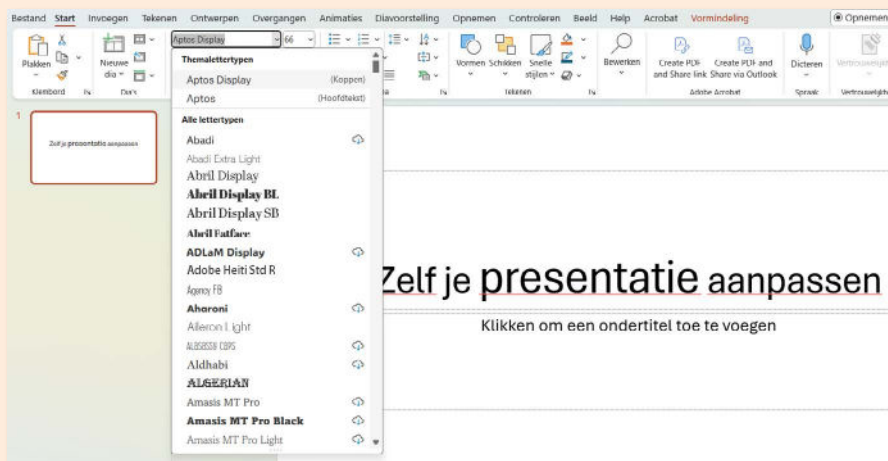 Bestand Start Invoegen Tekenen Ontwerpen Overgangen Animaties Diavoorstelling Opnemen Controleren Beeld Help Acrobat Vormindeling Opnemen
Aptos Display 66
Plakken
Nieuwe
dia
Vormen Schikken Snelle
stijlen
Bewerken
Create PDF
and Share link
Create PDF and
Share via Outlook
Dicteren
Klembord
Dia's
Tekenen
Adobe Acrobat
Spraak
Themalettertypen
Aptos Display (Koppen)
Aptos (Hoofdtekst)
Alle lettertypen
Abadi
Abadi Extra Light
Abril Display
Abril Display BL
Abril Display SB
Abril Fatface
ADLaM Display
Adobe Heiti Std R
Agency FB
Aharoni
Aileron Light
Aldhabi
ALGERIAN
Amasis MT Pro
Amasis MT Pro Black
Amasis MT Pro Light
1
Zelf je presentatie aanpassen
Zelf je presentatie aanpassen
Klikken om een ondertitel toe te voegen